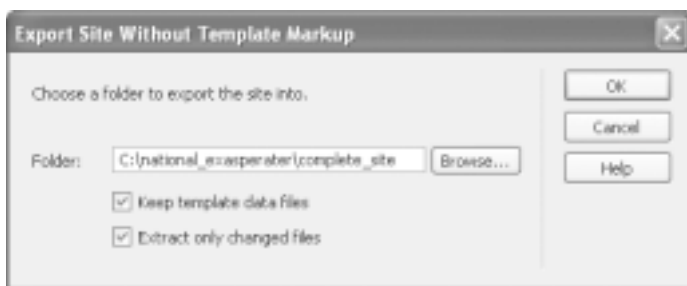 Export Site Without Template Markup
Choose a folder to export the site into.
OK
Cancel
Help
Folder: C:\national_exasperater\complete_site Browse...
Keep template data files
Extract only changed files